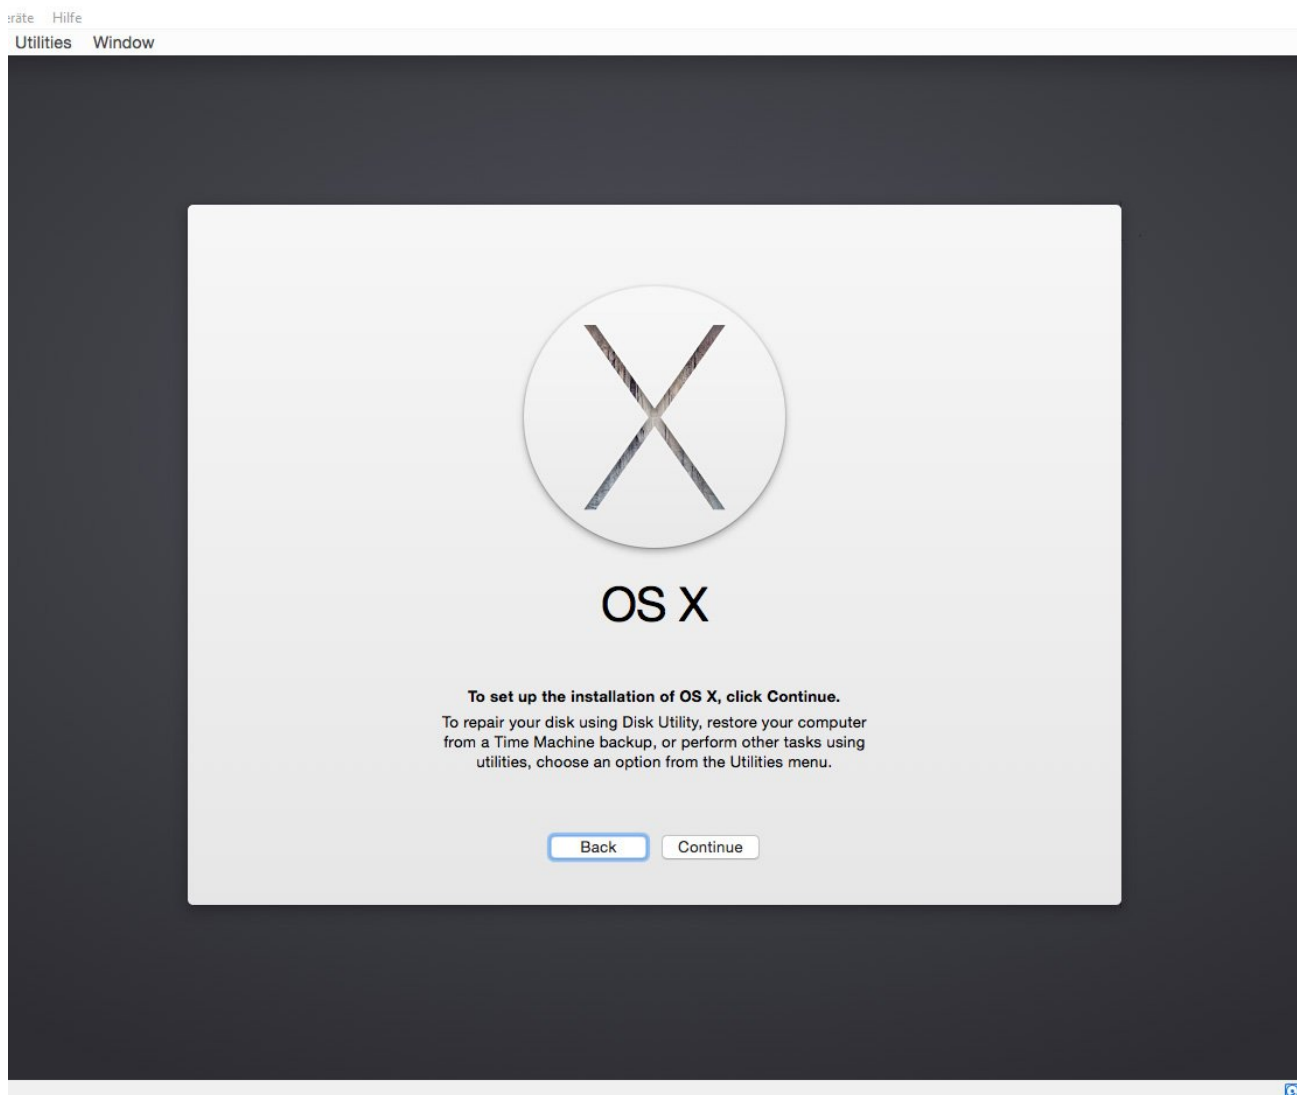 eräte Hilfe
Utilities Window
OS X
To set up the installation of OS X, click Continue.
To repair your disk using Disk Utility, restore your computer
from a Time Machine backup, or perform other tasks using
utilities, choose an option from the Utilities menu.
Back Continue